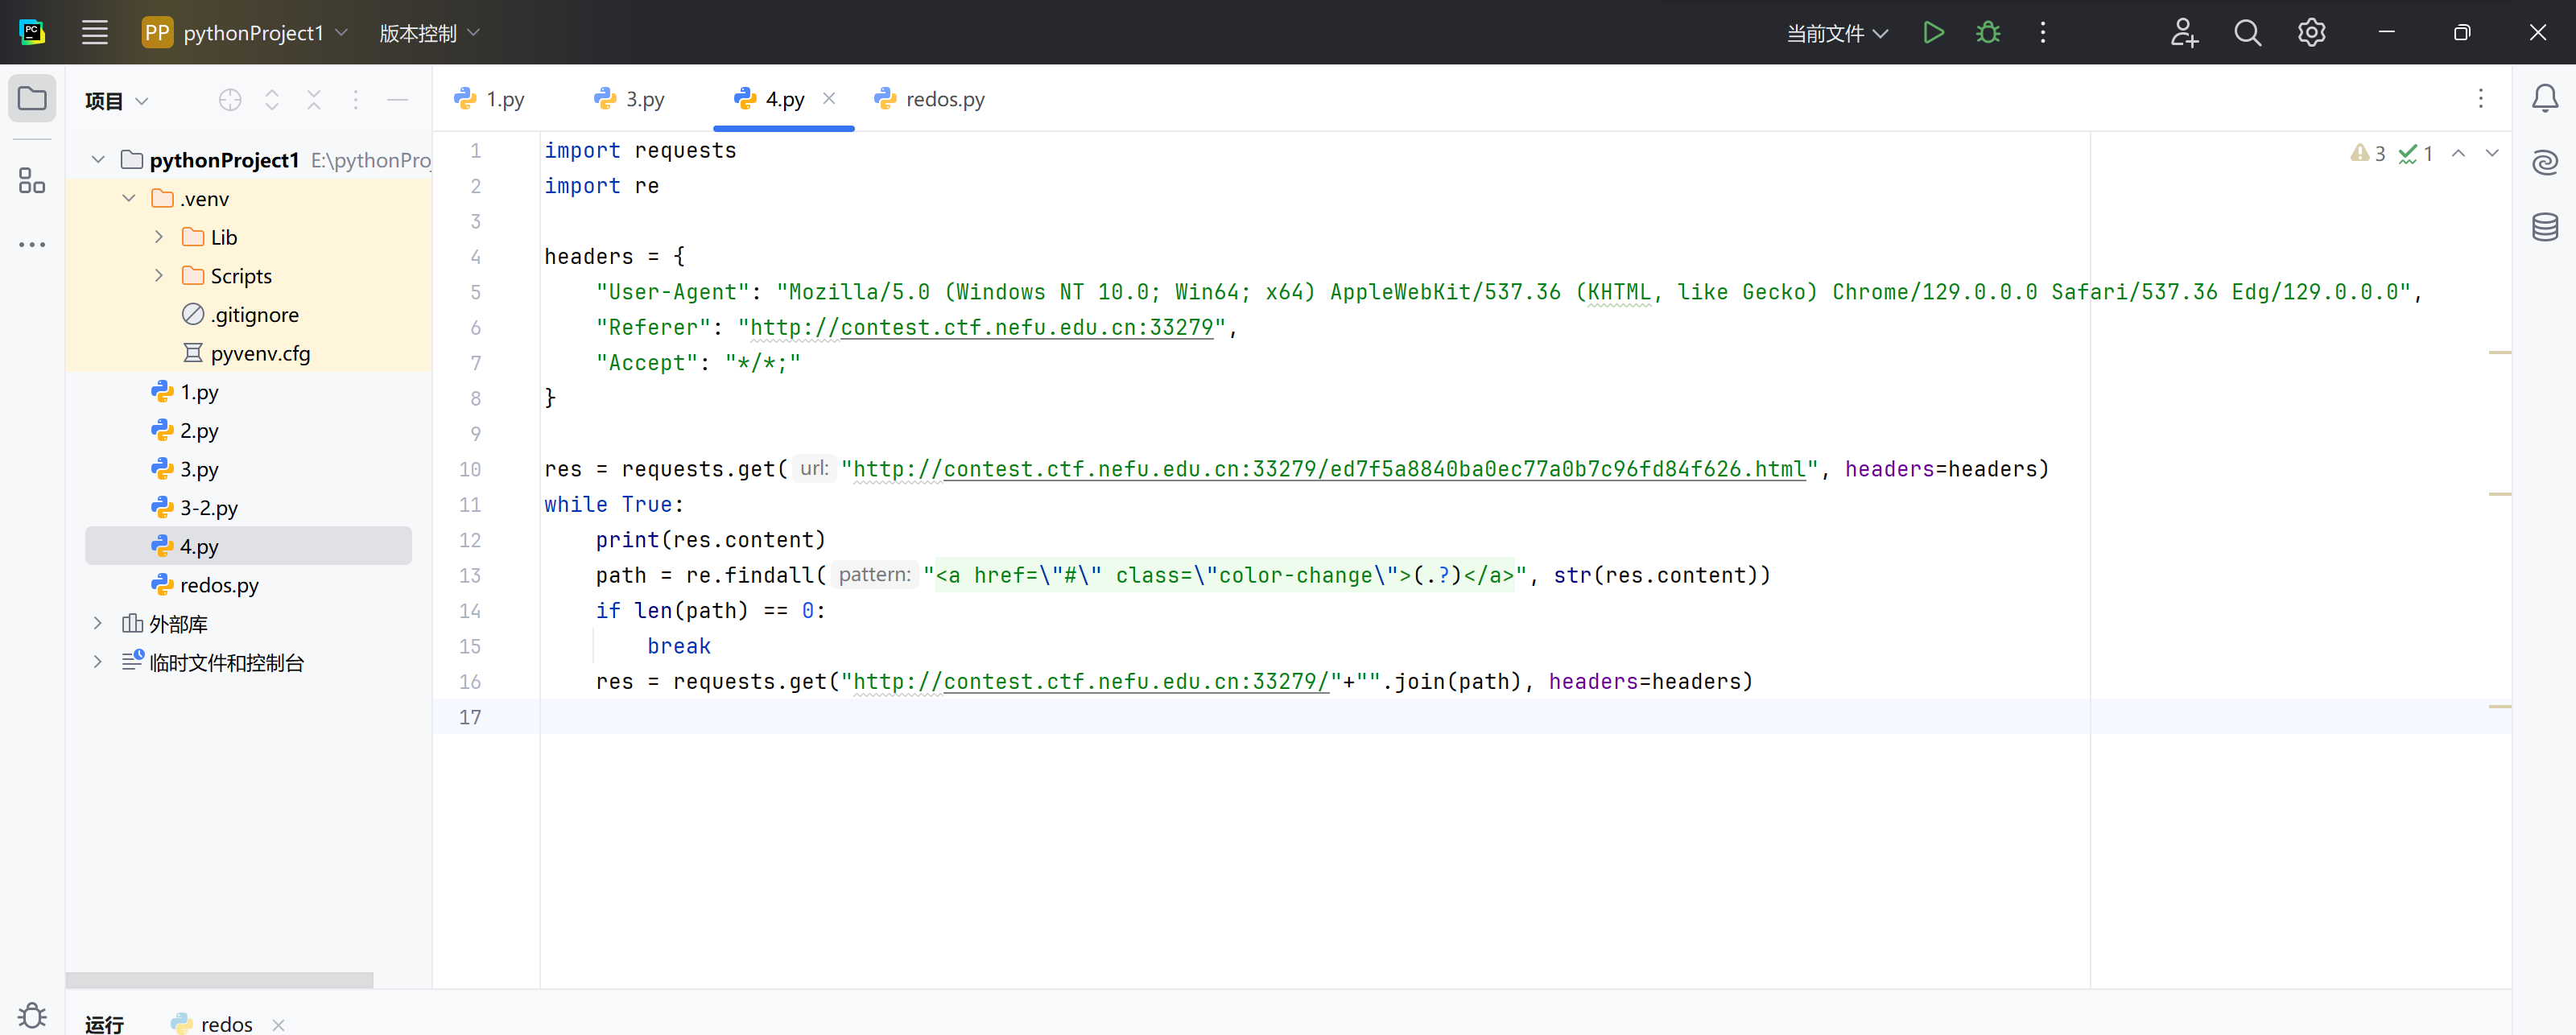 PC
PP pythonProject1 版本控制 当前文件
项目
1.py 3.py 4.py redos.py
pythonProject1 E:\pythonPro
.venv
Lib
Scripts
.gitignore
pyvenv.cfg
1.py
2.py
3.py
3-2.py
4.py
redos.py
外部库
临时文件和控制台
3 1
1 import requests
2 import re
3
4 headers = {
5 "User-Agent": "Mozilla/5.0 (Windows NT 10.0; Win64; x64) AppleWebKit/537.36 (KHTML, like Gecko) Chrome/129.0.0.0 Safari/537.36 Edg/129.0.0.0",
6 "Referer": "http://contest.ctf.nefu.edu.cn:33279",
7 "Accept": "*/*;"
8 }
9
10 res = requests.get( url: "http://contest.ctf.nefu.edu.cn:33279/ed7f5a8840ba0ec77a0b7c96fd84f626.html", headers=headers)
11 while True:
12 print(res.content)
13 path = re.findall( pattern: "<a href=\"#\" class=\"color-change\">(.?)</a>", str(res.content))
14 if len(path) == 0:
15 break
16 res = requests.get("http://contest.ctf.nefu.edu.cn:33279/"+"".join(path), headers=headers)
17
运行 redos